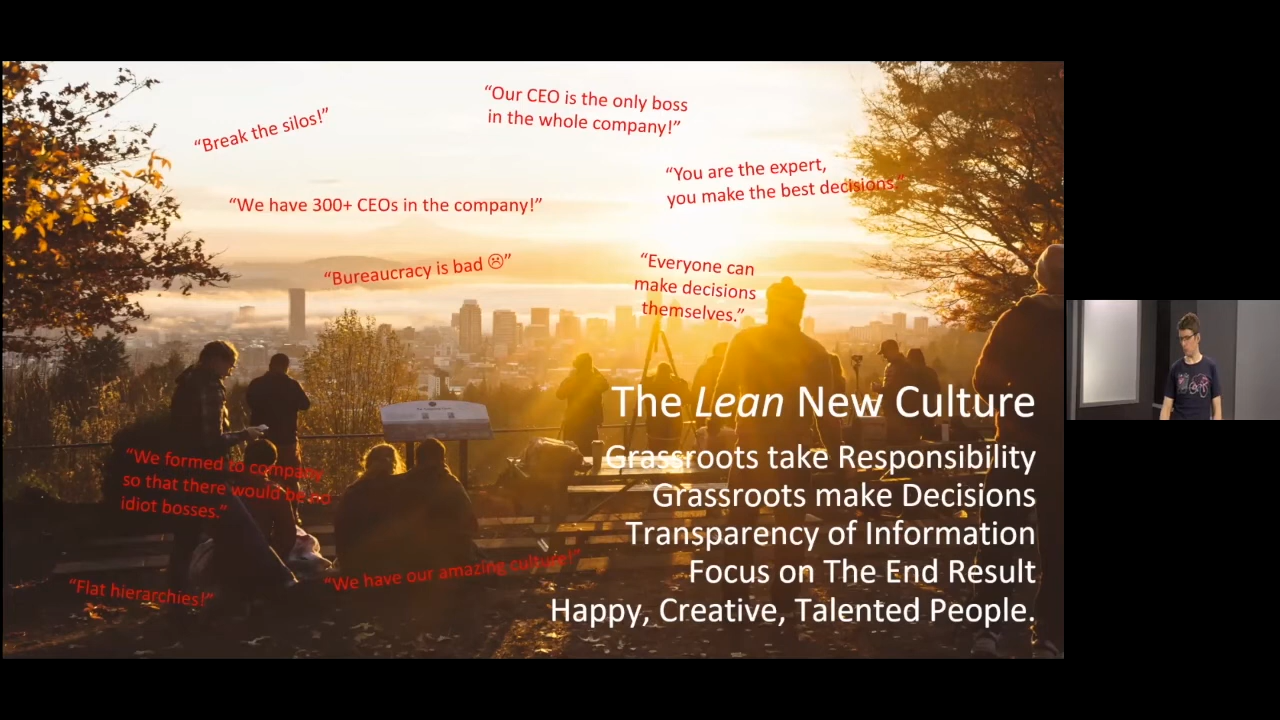 “Break the silos!”
“Our CEO is the only boss
in the whole company!”
“You are the expert,
you make the best decisions.”
“We have 300+ CEOs in the company!”
“Bureaucracy is bad ☹”
“Everyone can
make decisions
themselves.”
The Lean New Culture
Grassroots take Responsibility
Grassroots make Decisions
Transparency of Information
Focus on The End Result
Happy, Creative, Talented People.
“We formed to company
so that there would be no
idiot bosses.”
“We have our amazing culture!”
“Flat hierarchies!”